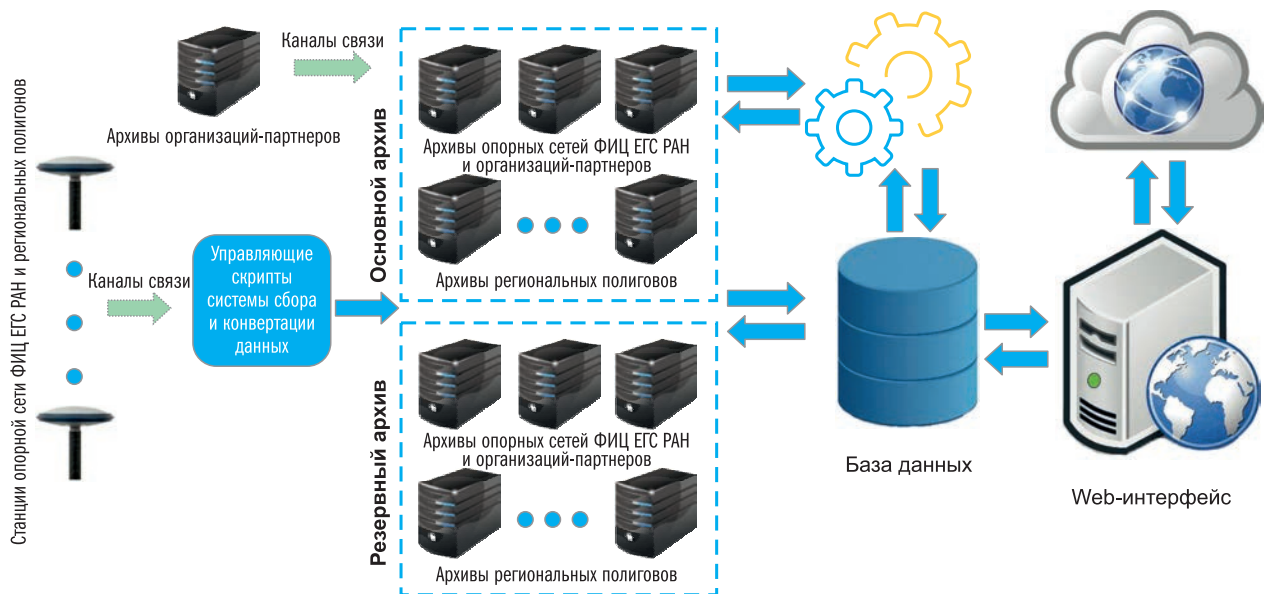 Станции опорной сети ФИЦ ЕГС РАН и региональных полигонов
Архивы организаций-партнеров
Каналы связи
Каналы связи
Управляющие
скрипты
системы сбора
и конвертации
данных
Основной архив
Архивы опорных сетей ФИЦ ЕГС РАН
и организаций-партнеров
Архивы региональных полиговов
Резервный архив
Архивы опорных сетей ФИЦ ЕГС РАН
и организаций-партнеров
Архивы региональных полиговов
База данных
Web-интерфейс